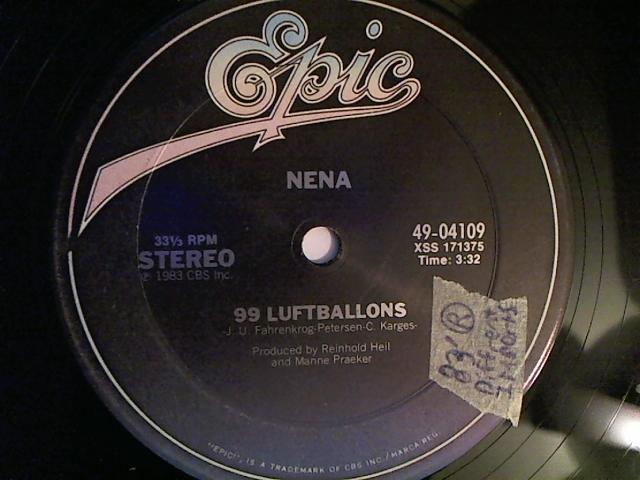 Epic
NENA
33⅓ RPM
STEREO
℗ 1983 CBS Inc.
49-04109
XSS 171375
Time: 3:32
99 LUFTBALLONS
-J. U. Fahrenkrog-Petersen-C. Karges-
Produced by Reinhold Heil
and Manne Praeker
83' Ⓑ
"EPIC", IS A TRADEMARK OF CBS INC./MARCA REG.